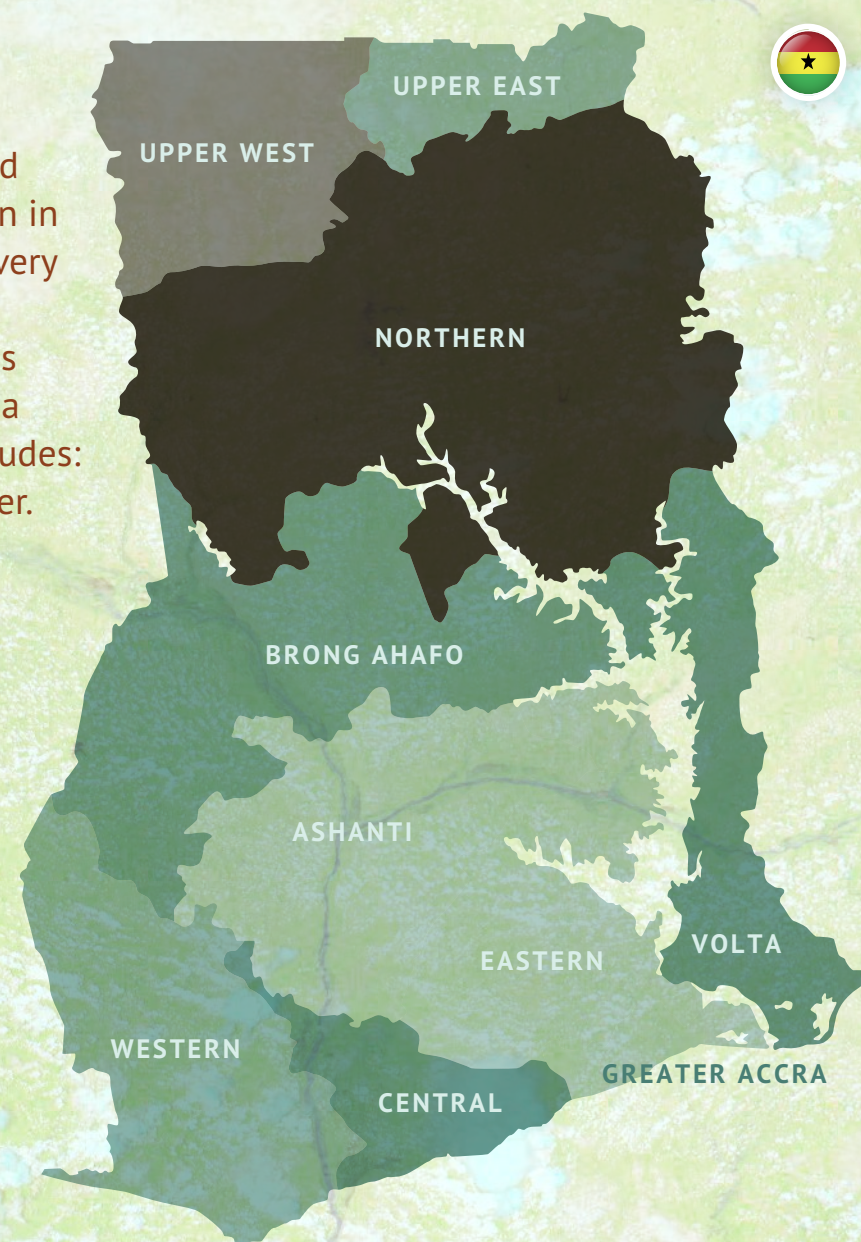 d
n in
very
s
a
udes:
er.
UPPER EAST
UPPER WEST
NORTHERN
BRONG AHAFO
ASHANTI
VOLTA
EASTERN
WESTERN
GREATER ACCRA
CENTRAL